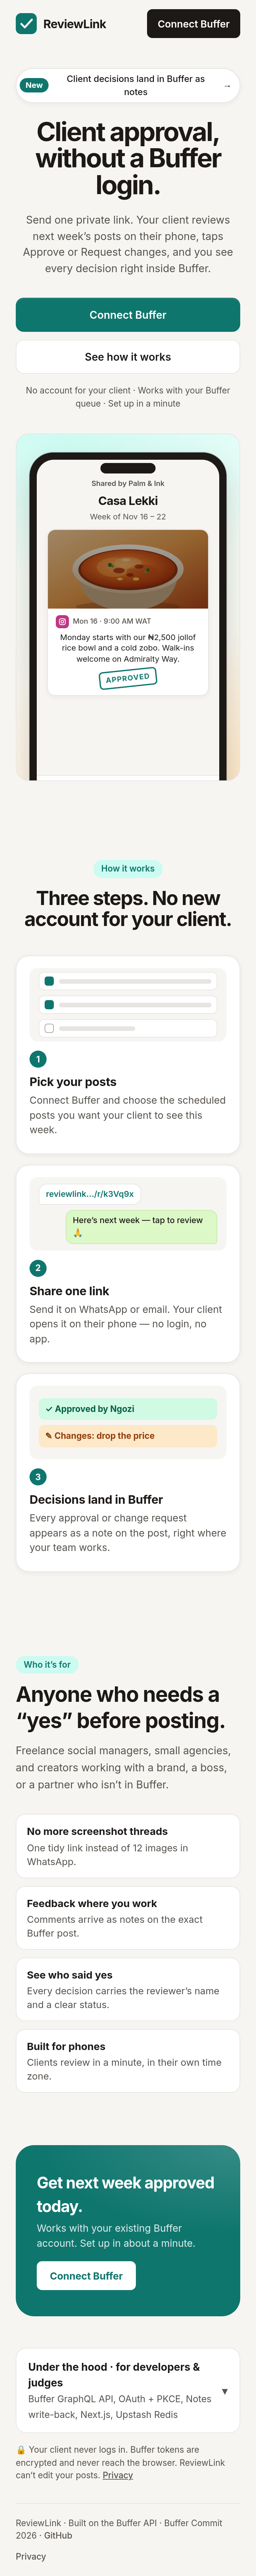 ReviewLink
Connect Buffer
New
Client decisions land in Buffer as
notes
→
Client approval,
without a Buffer
login.
Send one private link. Your client reviews
next week’s posts on their phone, taps
Approve or Request changes, and you see
every decision right inside Buffer.
Connect Buffer
See how it works
No account for your client · Works with your Buffer
queue · Set up in a minute
Shared by Palm & Ink
Casa Lekki
Week of Nov 16 – 22
Mon 16 · 9:00 AM WAT
Monday starts with our ₦2,500 jollof
rice bowl and a cold zobo. Walk-ins
welcome on Admiralty Way.
APPROVED
How it works
Three steps. No new
account for your client.
1
Pick your posts
Connect Buffer and choose the scheduled
posts you want your client to see this
week.
reviewlink…/r/k3Vq9x
Here’s next week — tap to review
🙏
2
Share one link
Send it on WhatsApp or email. Your client
opens it on their phone — no login, no
app.
✓ Approved by Ngozi
✎ Changes: drop the price
3
Decisions land in Buffer
Every approval or change request
appears as a note on the post, right where
your team works.
Who it’s for
Anyone who needs a
“yes” before posting.
Freelance social managers, small agencies,
and creators working with a brand, a boss,
or a partner who isn’t in Buffer.
No more screenshot threads
One tidy link instead of 12 images in
WhatsApp.
Feedback where you work
Comments arrive as notes on the exact
Buffer post.
See who said yes
Every decision carries the reviewer’s name
and a clear status.
Built for phones
Clients review in a minute, in their own time
zone.
Get next week approved
today.
Works with your existing Buffer
account. Set up in about a minute.
Connect Buffer
Under the hood · for developers &
judges
Buffer GraphQL API, OAuth + PKCE, Notes
write-back, Next.js, Upstash Redis
▼
🔒 Your client never logs in. Buffer tokens are
encrypted and never reach the browser. ReviewLink
can’t edit your posts. Privacy
ReviewLink · Built on the Buffer API · Buffer Commit
2026 · GitHub
Privacy